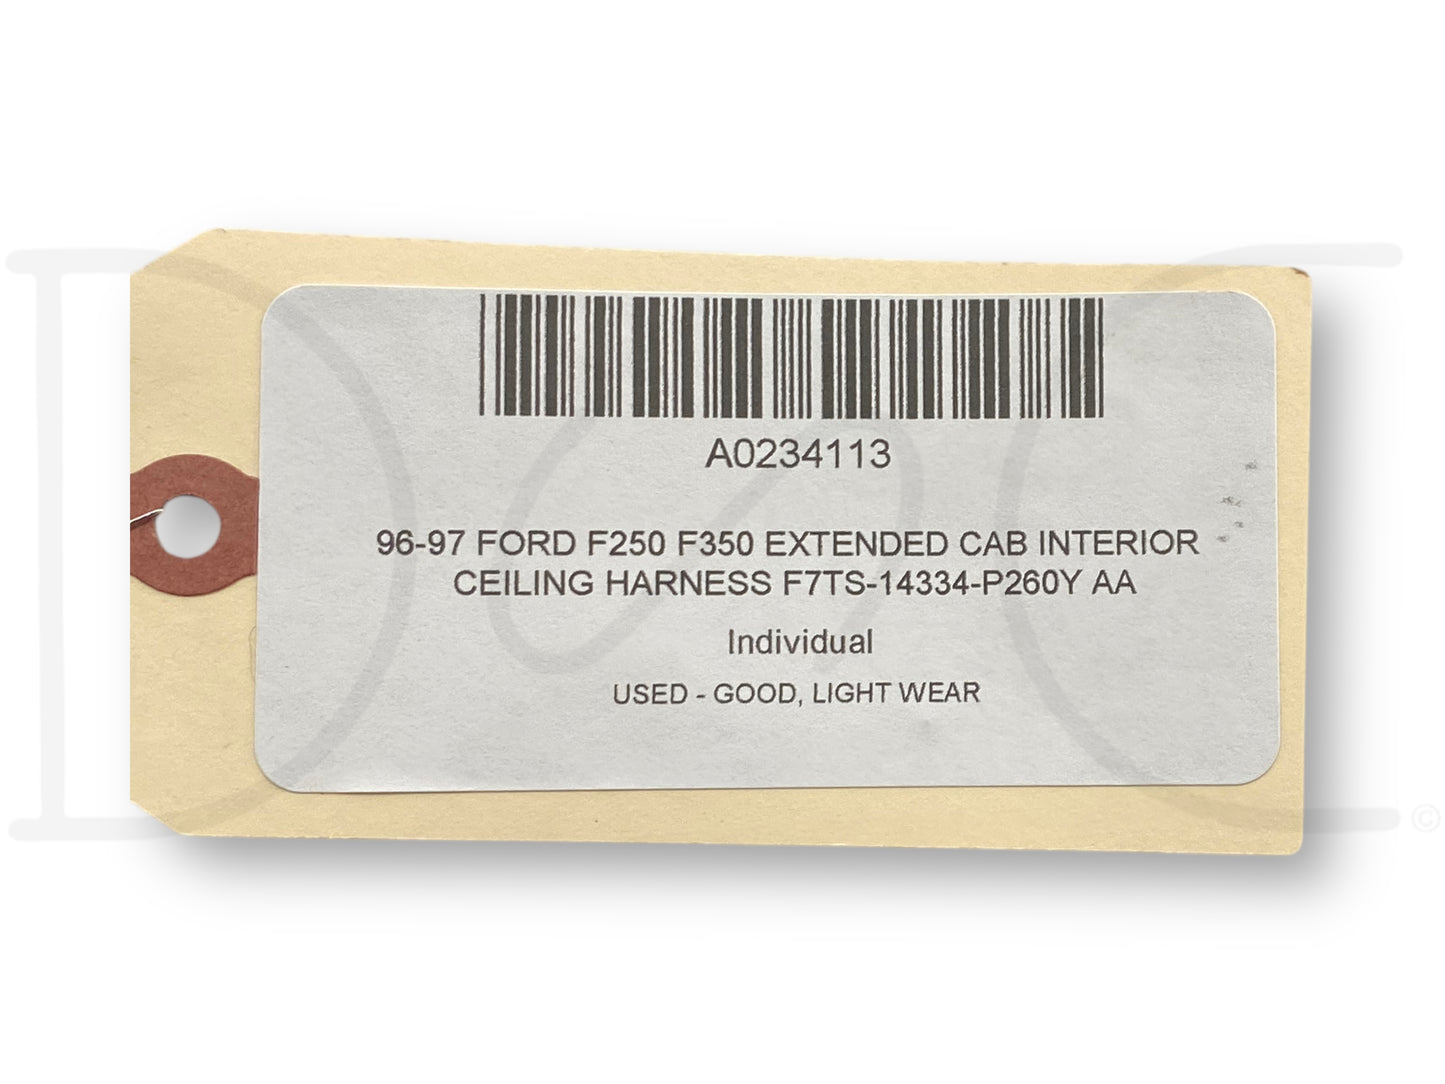 A0234113
96-97 FORD F250 F350 EXTENDED CAB INTERIOR
CEILING HARNESS F7TS-14334-P260Y AA
Individual
USED - GOOD, LIGHT WEAR
©